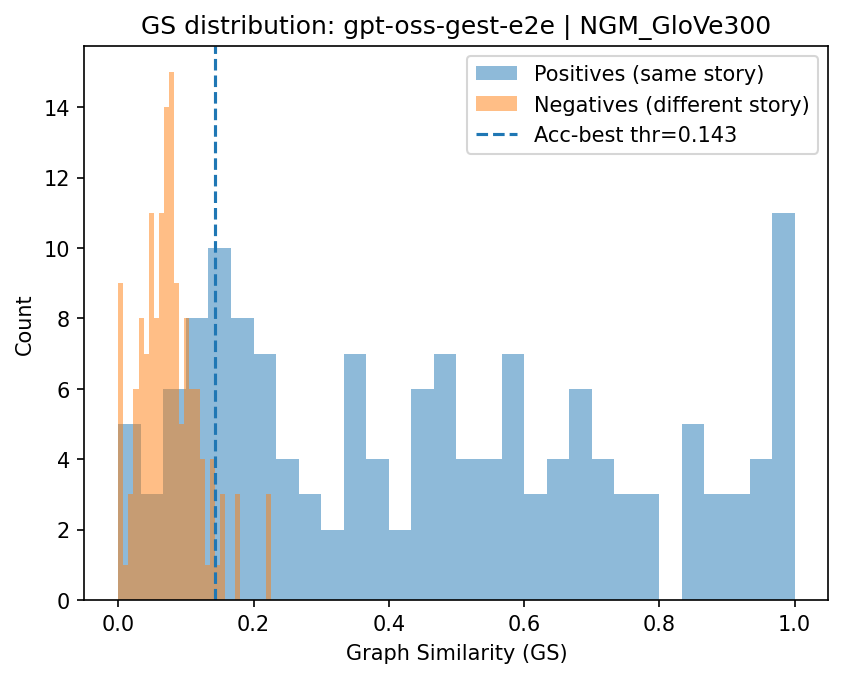 GS distribution: gpt-oss-gest-e2e | NGM_GloVe300
Positives (same story)
Negatives (different story)
Acc-best thr=0.143
Count
14
12
10
8
6
4
2
0
0.0
0.2
0.4
0.6
0.8
1.0
Graph Similarity (GS)